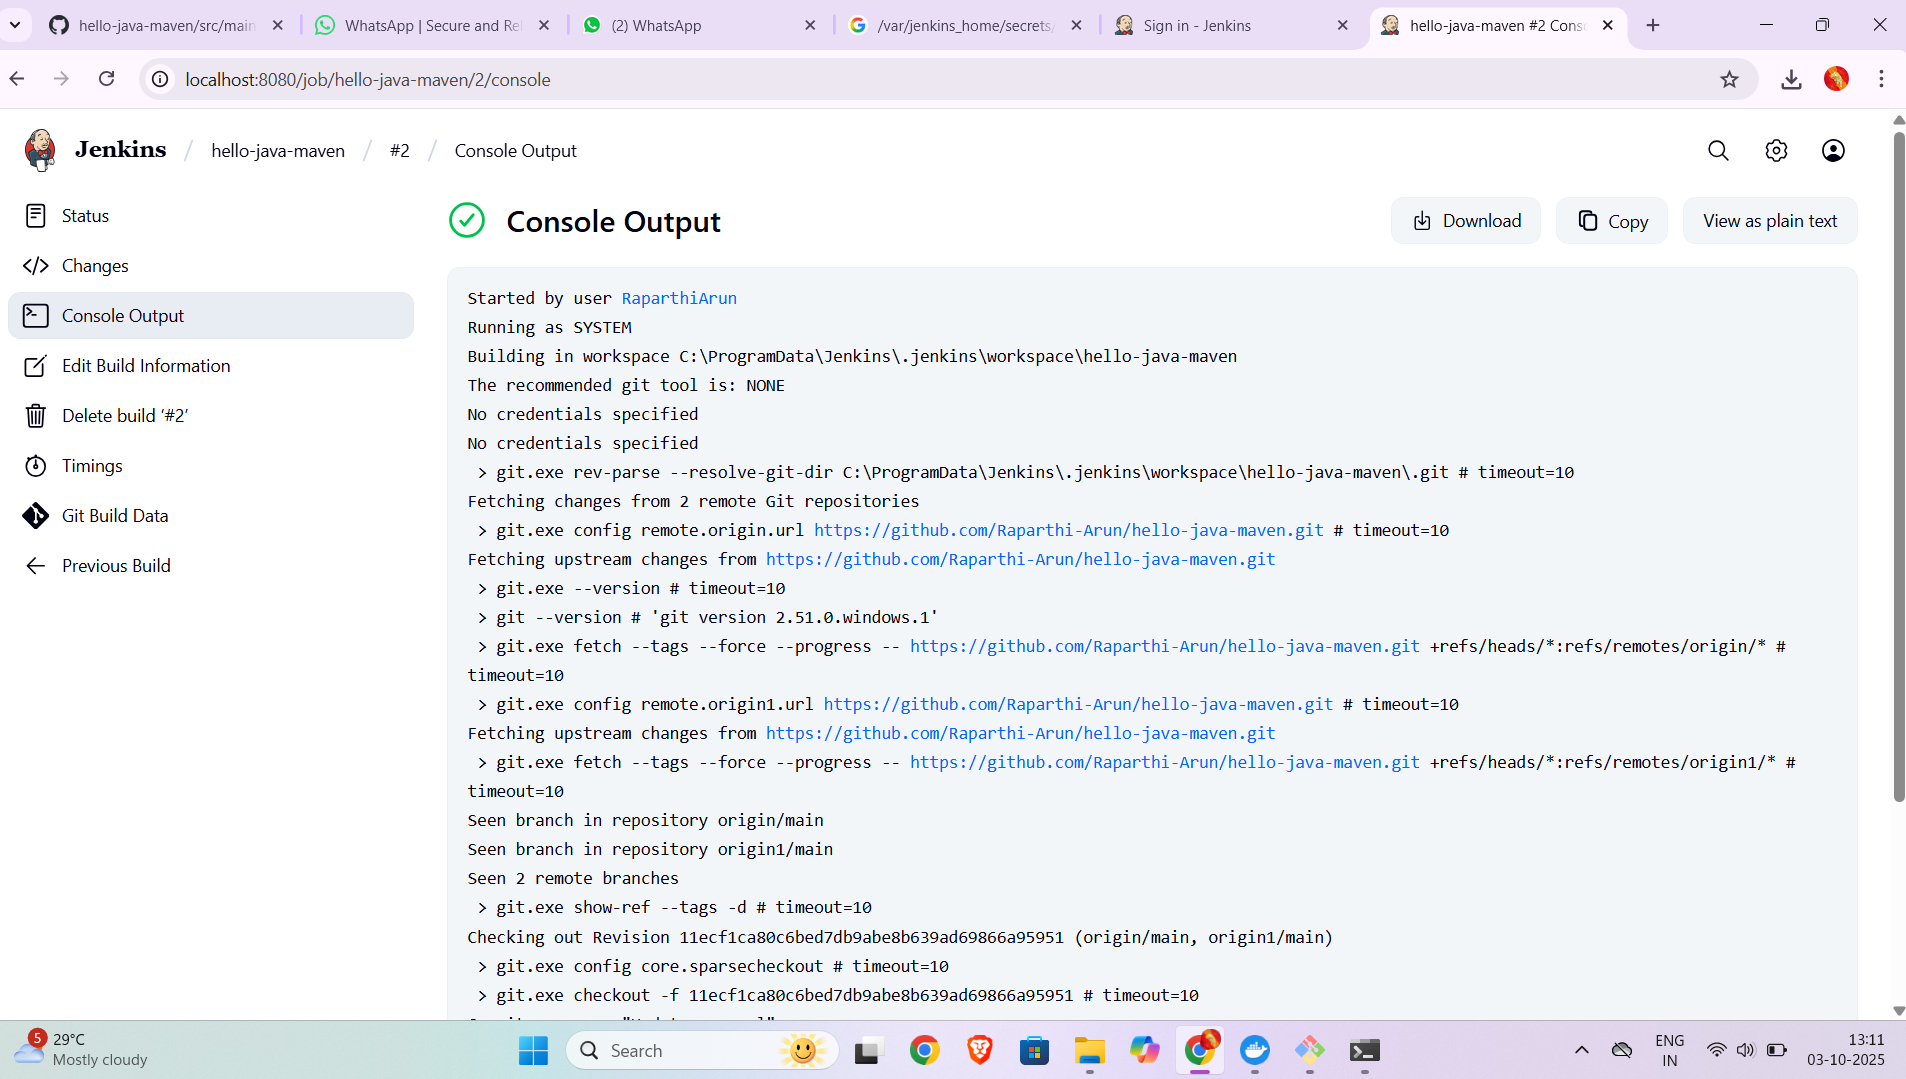 hello-java-maven/src/main
WhatsApp | Secure and Re
(2) WhatsApp
/var/jenkins_home/secrets/
Sign in - Jenkins
hello-java-maven #2 Cons
localhost:8080/job/hello-java-maven/2/console
Jenkins / hello-java-maven / #2 / Console Output
Status
Changes
Console Output
Edit Build Information
Delete build ‘#2’
Timings
Git Build Data
Previous Build
Console Output
Download
Copy
View as plain text
Started by user RaparthiArun
Running as SYSTEM
Building in workspace C:\ProgramData\Jenkins\.jenkins\workspace\hello-java-maven
The recommended git tool is: NONE
No credentials specified
No credentials specified
> git.exe rev-parse --resolve-git-dir C:\ProgramData\Jenkins\.jenkins\workspace\hello-java-maven\.git # timeout=10
Fetching changes from 2 remote Git repositories
> git.exe config remote.origin.url https://github.com/Raparthi-Arun/hello-java-maven.git # timeout=10
Fetching upstream changes from https://github.com/Raparthi-Arun/hello-java-maven.git
> git.exe --version # timeout=10
> git --version # 'git version 2.51.0.windows.1'
> git.exe fetch --tags --force --progress -- https://github.com/Raparthi-Arun/hello-java-maven.git +refs/heads/*:refs/remotes/origin/* #
timeout=10
> git.exe config remote.origin1.url https://github.com/Raparthi-Arun/hello-java-maven.git # timeout=10
Fetching upstream changes from https://github.com/Raparthi-Arun/hello-java-maven.git
> git.exe fetch --tags --force --progress -- https://github.com/Raparthi-Arun/hello-java-maven.git +refs/heads/*:refs/remotes/origin1/* #
timeout=10
Seen branch in repository origin/main
Seen branch in repository origin1/main
Seen 2 remote branches
> git.exe show-ref --tags -d # timeout=10
Checking out Revision 11ecf1ca80c6bed7db9abe8b639ad69866a95951 (origin/main, origin1/main)
> git.exe config core.sparsecheckout # timeout=10
> git.exe checkout -f 11ecf1ca80c6bed7db9abe8b639ad69866a95951 # timeout=10
5
29°C
Mostly cloudy
Search
ENG
IN
13:11
03-10-2025